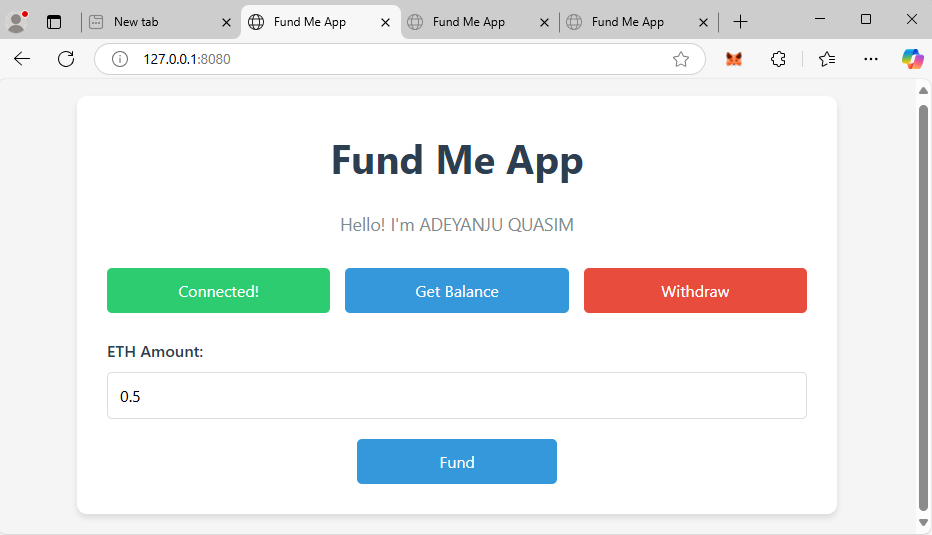 New tab
Fund Me App
Fund Me App
Fund Me App
127.0.0.1:8080
Fund Me App
Hello! I'm ADEYANJU QUASIM
Connected!
Get Balance
Withdraw
ETH Amount:
0.5
Fund